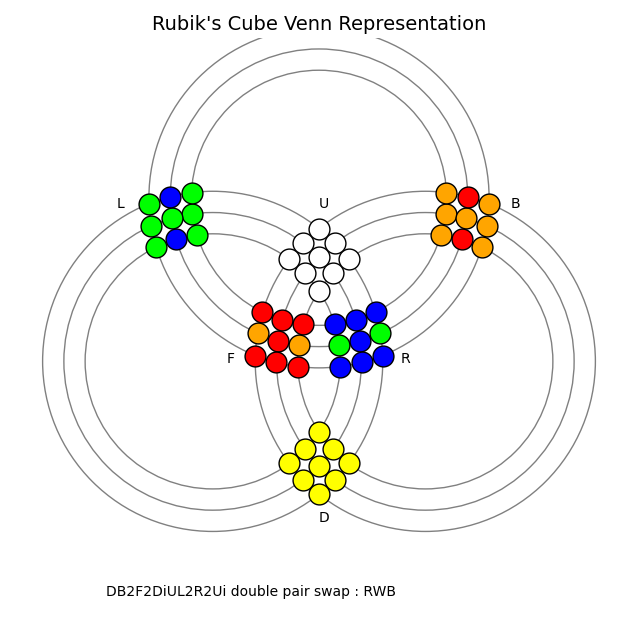 Rubik's Cube Venn Representation
L
U
B
F
R
D
DB2F2DiUL2R2Ui double pair swap : RWB